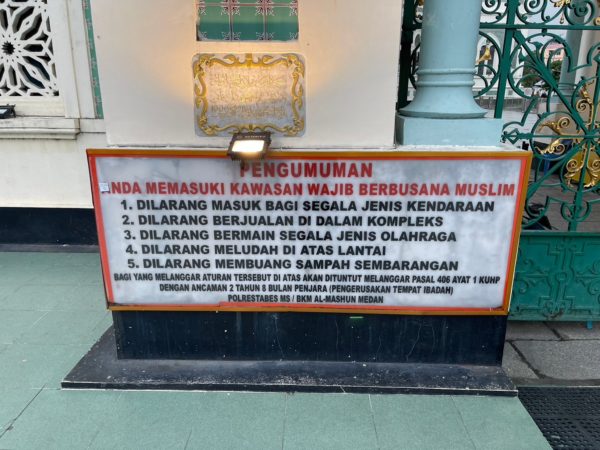 PENGUMUMAN
ANDA MEMASUKI KAWASAN WAJIB BERBUSANA MUSLIM
1. DILARANG MASUK BAGI SEGALA JENIS KENDARAAN
2. DILARANG BERJUALAN DI DALAM KOMPLEKS
3. DILARANG BERMAIN SEGALA JENIS OLAHRAGA
4. DILARANG MELUDAH DI ATAS LANTAI
5. DILARANG MEMBUANG SAMPAH SEMBARANGAN
BAGI YANG MELANGGAR ATURAN TERSEBUT DI ATAS AKAN DITUNTUT MELANGGAR PASAL 406 AYAT 1 KUHP
DENGAN ANCAMAN 2 TAHUN 8 BULAN PENJARA (PENGERUSAKAN TEMPAT IBADAH)
POLRESTABES MS / BKM AL-MASHUN MEDAN